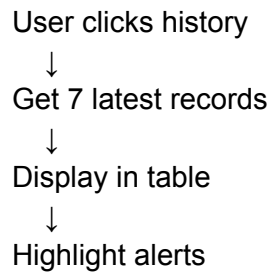 User clicks history
↓
Get 7 latest records
↓
Display in table
↓
Highlight alerts